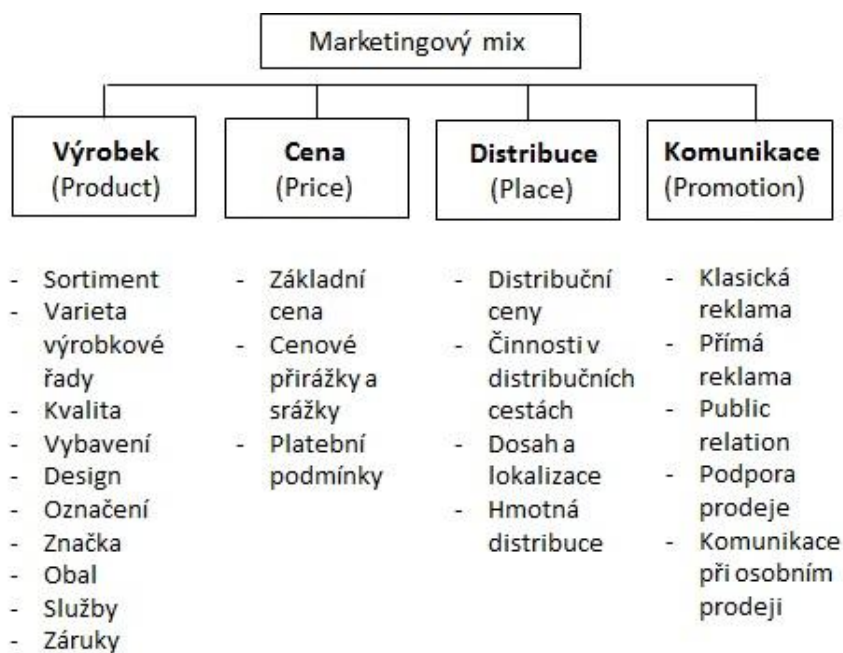 Marketingový mix
Výrobek
(Product)
Cena
(Price)
Distribuce
(Place)
Komunikace
(Promotion)
- Sortiment
- Varieta
výrobkové
řady
- Kvalita
- Vybavení
- Design
- Označení
- Značka
- Obal
- Služby
- Záruky
- Základní
cena
- Cenové
přirážky a
srážky
- Platební
podmínky
- Distribuční
ceny
- Činnosti v
distribučních
cestách
- Dosah a
lokalizace
- Hmotná
distribuce
- Klasická
reklama
- Přímá
reklama
- Public
relation
- Podpora
prodeje
- Komunikace
při osobním
prodeji